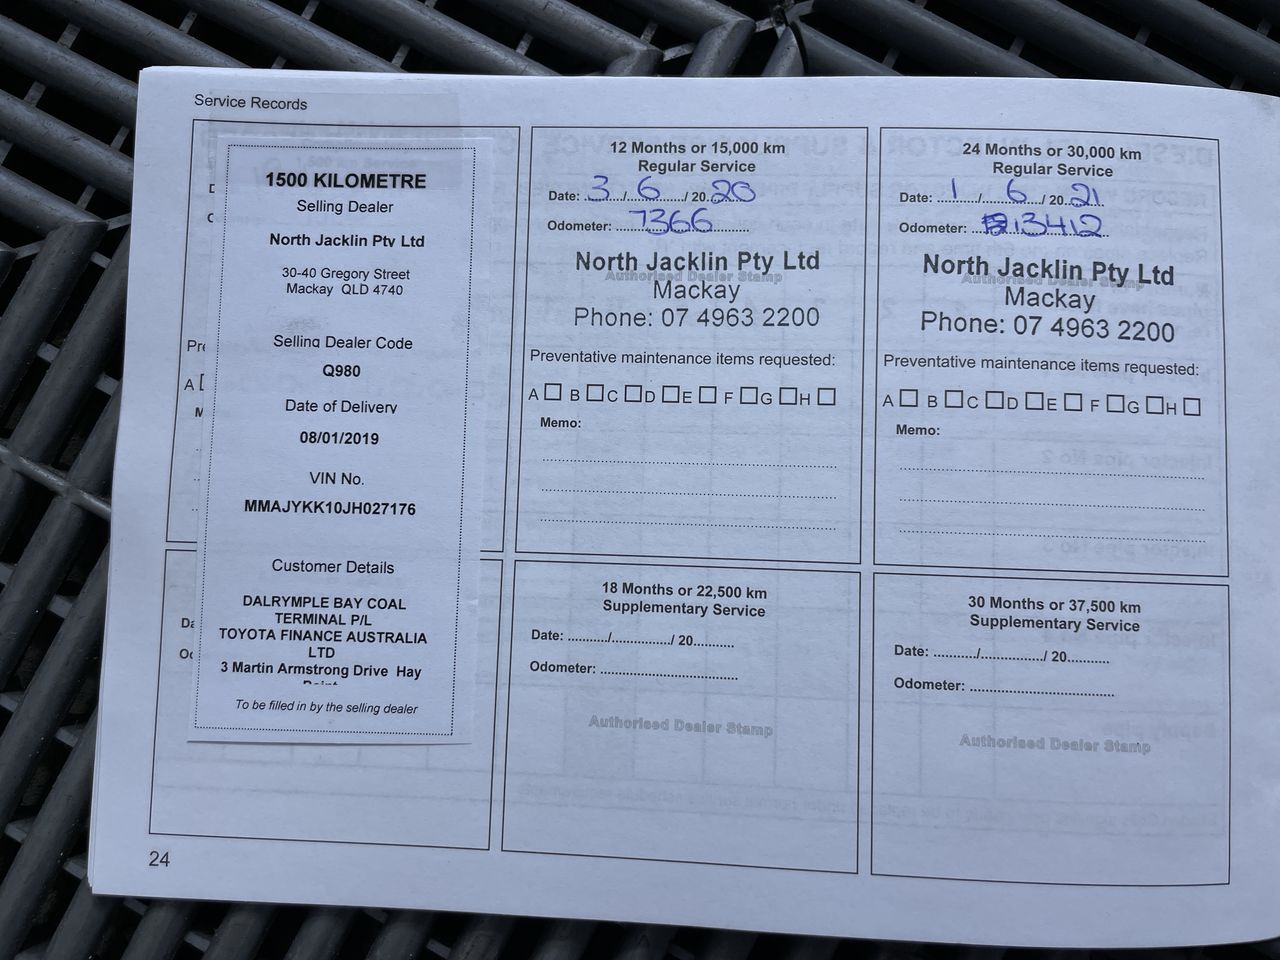 Service Records
1500 KILOMETRE
Selling Dealer
North Jacklin Pty Ltd
30-40 Gregory Street
Mackay QLD 4740
Selling Dealer Code
Q980
Date of Delivery
08/01/2019
VIN No.
MMAJYKK10JH027176
Customer Details
DALRYMPLE BAY COAL
TERMINAL P/L
TOYOTA FINANCE AUSTRALIA
LTD
3 Martin Armstrong Drive Hay
To be filled in by the selling dealer
12 Months or 15,000 km
Regular Service
Date: 3 / 6 / 20 20
Odometer: 7366
North Jacklin Pty Ltd
Authorised Dealer Stamp
Mackay
Phone: 07 4963 2200
Preventative maintenance items requested:
A B C D E F G H
Memo:
24 Months or 30,000 km
Regular Service
Date: 1 / 6 / 20 21
Odometer: 13412
North Jacklin Pty Ltd
Authorised Dealer Stamp
Mackay
Phone: 07 4963 2200
Preventative maintenance items requested:
A B C D E F G H
Memo:
18 Months or 22,500 km
Supplementary Service
Date: ........../............../ 20..........
Odometer: ..................................
Authorised Dealer Stamp
30 Months or 37,500 km
Supplementary Service
Date: ........../............../ 20..........
Odometer: ..................................
Authorised Dealer Stamp
24